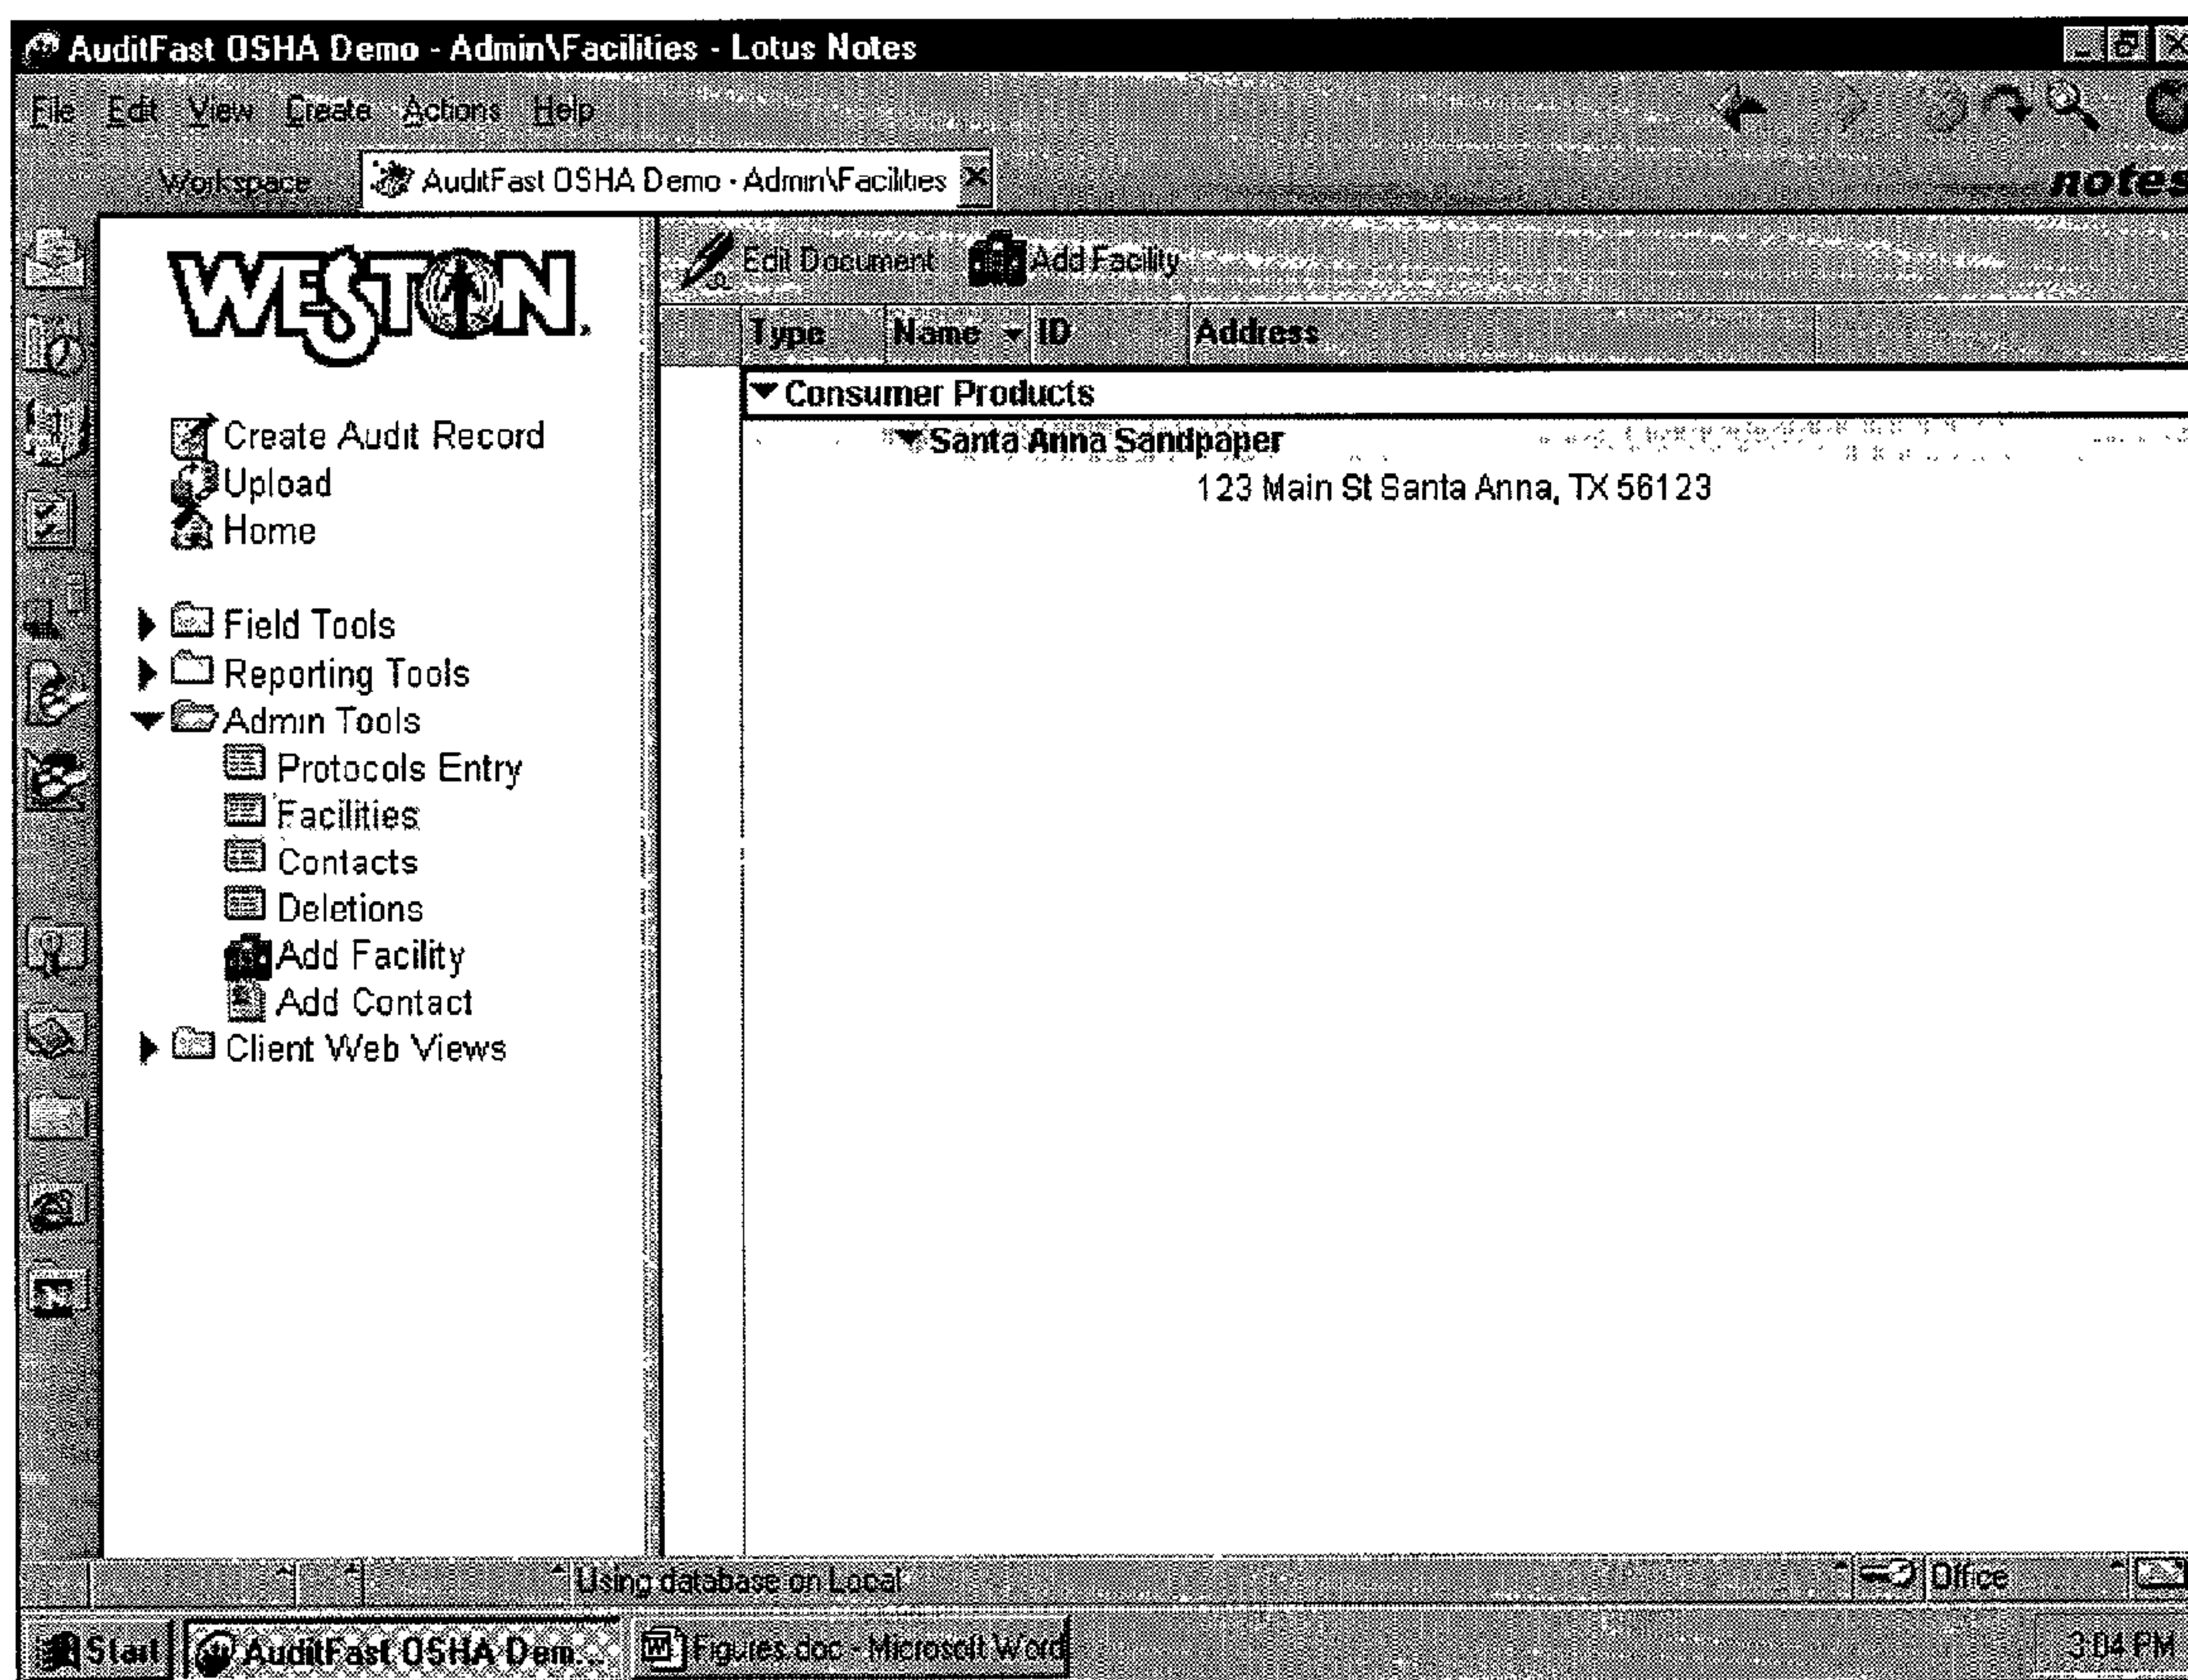 AuditFast OSHA Demo - Admin\Facilities - Lotus Notes
File Edit View Create Actions Help
Workspace AuditFast OSHA Demo - Admin\Facilities
notes
WESTON.
Edit Document Add Facility
Type Name ID Address
Consumer Products
Santa Anna Sandpaper
123 Main St Santa Anna, TX 56123
Create Audit Record
Upload
Home
Field Tools
Reporting Tools
Admin Tools
Protocols Entry
Facilities
Contacts
Deletions
Add Facility
Add Contact
Client Web Views
Using database on Local Office
Start AuditFast OSHA Dem... Figures.doc - Microsoft Word 3:04 PM